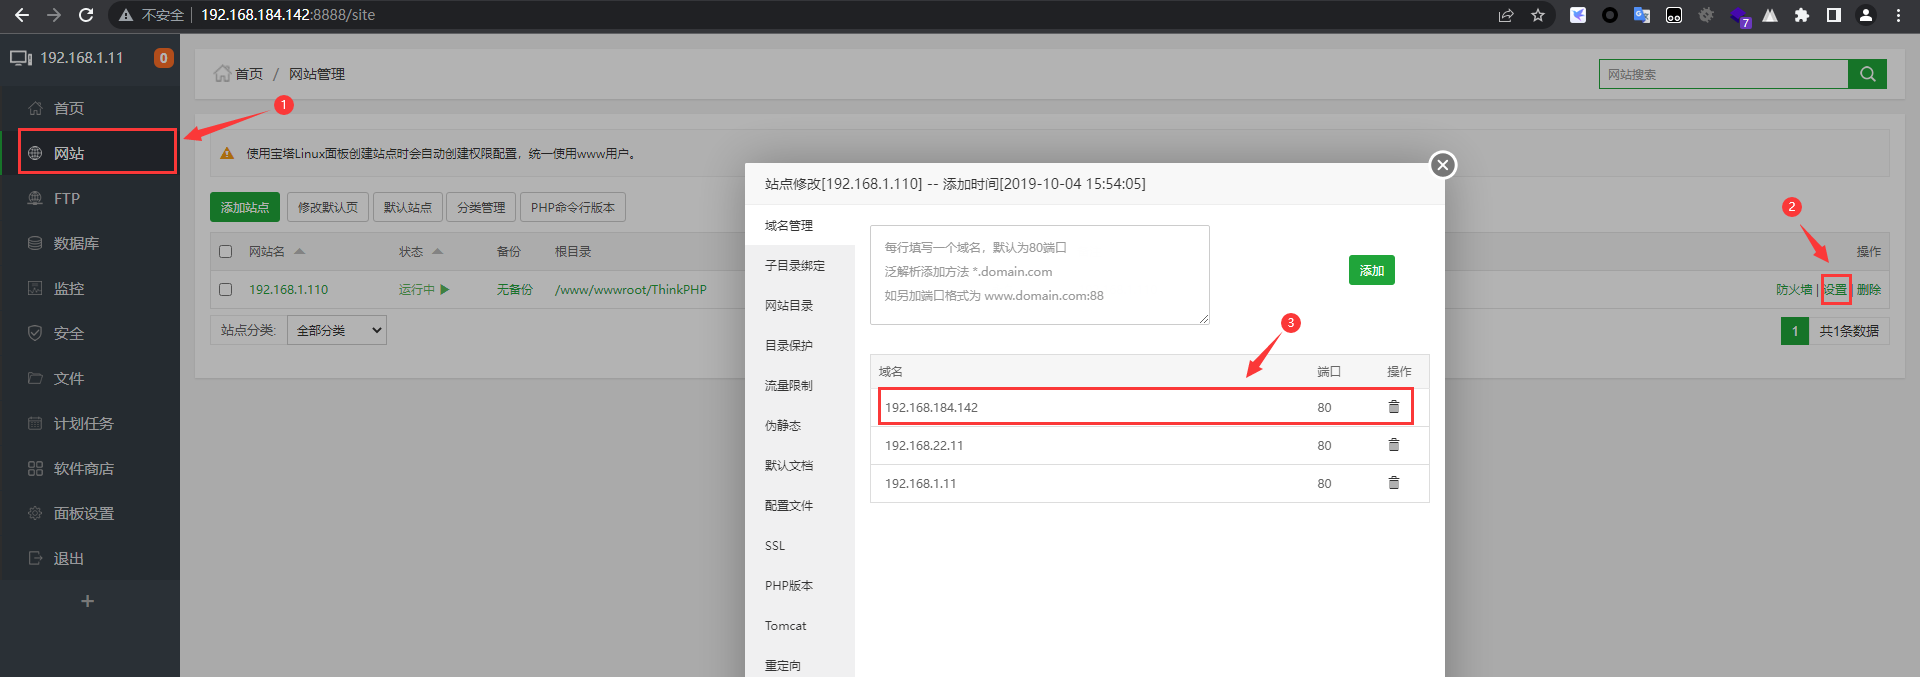 不安全 192.168.184.142:8888/site
7
192.168.1.11 0
首页
网站
FTP
数据库
监控
安全
文件
计划任务
软件商店
面板设置
退出
+
1
首页 / 网站管理
网站搜索
使用宝塔Linux面板创建站点时会自动创建权限配置，统一使用www用户。
添加站点 修改默认页 默认站点 分类管理 PHP命令行版本
网站名 状态 备份 根目录 操作
192.168.1.110 运行中 无备份 /www/wwwroot/ThinkPHP 防火墙 | 设置 | 删除
站点分类: 全部分类 1 共1条数据
2
站点修改[192.168.1.110] -- 添加时间[2019-10-04 15:54:05]
域名管理
子目录绑定
网站目录
目录保护
流量限制
伪静态
默认文档
配置文件
SSL
PHP版本
Tomcat
重定向
每行填写一个域名，默认为80端口
泛解析添加方法 *.domain.com
如另加端口格式为 www.domain.com:88
添加
3
域名 端口 操作
192.168.184.142 80
192.168.22.11 80
192.168.1.11 80